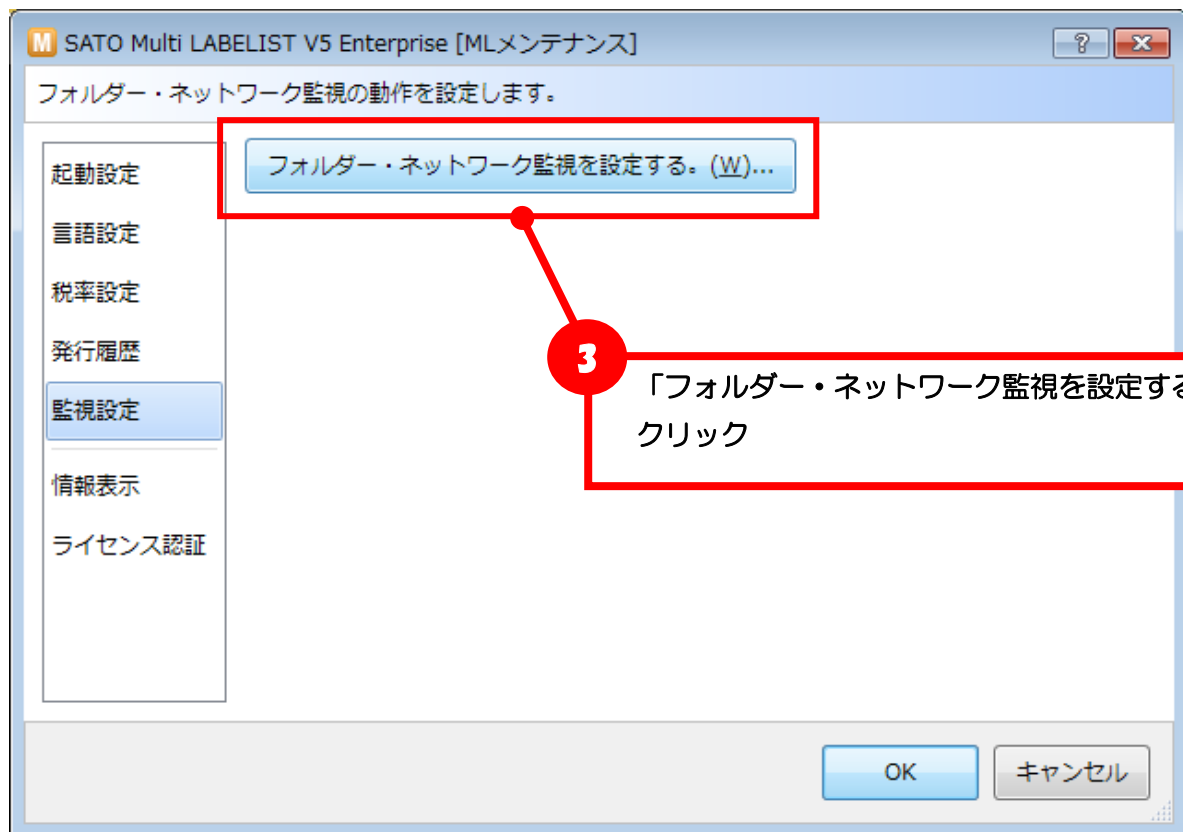 M SATO Multi LABELIST V5 Enterprise [MLメンテナンス]
フォルダー・ネットワーク監視の動作を設定します。
起動設定
フォルダー・ネットワーク監視を設定する。(W)...
言語設定
税率設定
発行履歴
監視設定
情報表示
ライセンス認証
3
「フォルダー・ネットワーク監視を設定する
クリック
OK
キャンセル